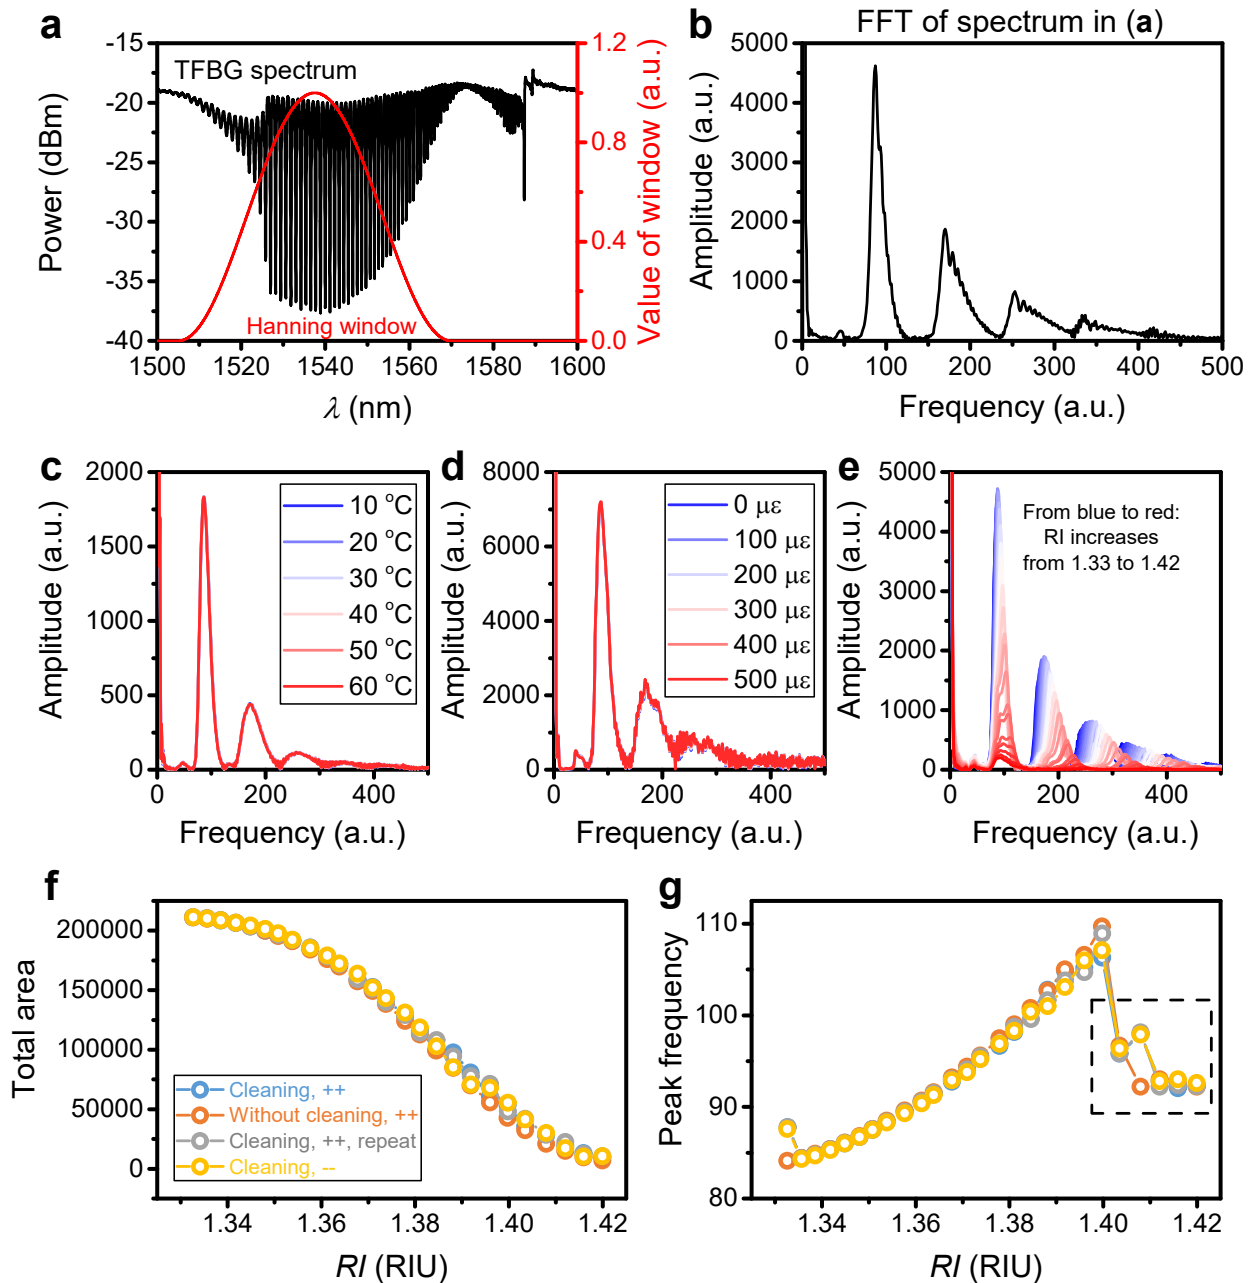 a
-15
-20
-25
-30
-35
-40
1500
1520
1540
1560
1580
1600
1.2
1.0
0.8
0.6
0.4
0.2
0.0
TFBG spectrum
Hanning window
Power (dBm)
Value of window (a.u.)
λ (nm)
b
FFT of spectrum in (a)
5000
4000
3000
2000
1000
0
0
100
200
300
400
500
Amplitude (a.u.)
Frequency (a.u.)
c
2000
1500
1000
500
0
0
200
400
10 °C
20 °C
30 °C
40 °C
50 °C
60 °C
Amplitude (a.u.)
Frequency (a.u.)
d
8000
6000
4000
2000
0
0
200
400
0 με
100 με
200 με
300 με
400 με
500 με
Amplitude (a.u.)
Frequency (a.u.)
e
5000
4000
3000
2000
1000
0
0
200
400
From blue to red:
RI increases
from 1.33 to 1.42
Amplitude (a.u.)
Frequency (a.u.)
f
200000
150000
100000
50000
0
1.34
1.36
1.38
1.40
1.42
Cleaning, ++
Without cleaning, ++
Cleaning, ++, repeat
Cleaning, --
Total area
RI (RIU)
g
110
100
90
80
1.34
1.36
1.38
1.40
1.42
Peak frequency
RI (RIU)